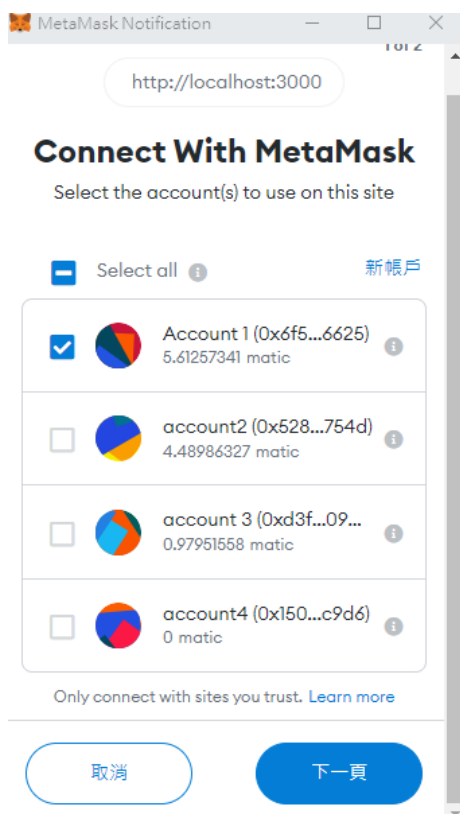 MetaMask Notification
1 of 2
http://localhost:3000
Connect With MetaMask
Select the account(s) to use on this site
Select all
新帳戶
Account 1 (0x6f5...6625)
5.61257341 matic
account2 (0x528...754d)
4.48986327 matic
account 3 (0xd3f...09...
0.97951558 matic
account4 (0x150...c9d6)
0 matic
Only connect with sites you trust. Learn more
取消
下一頁